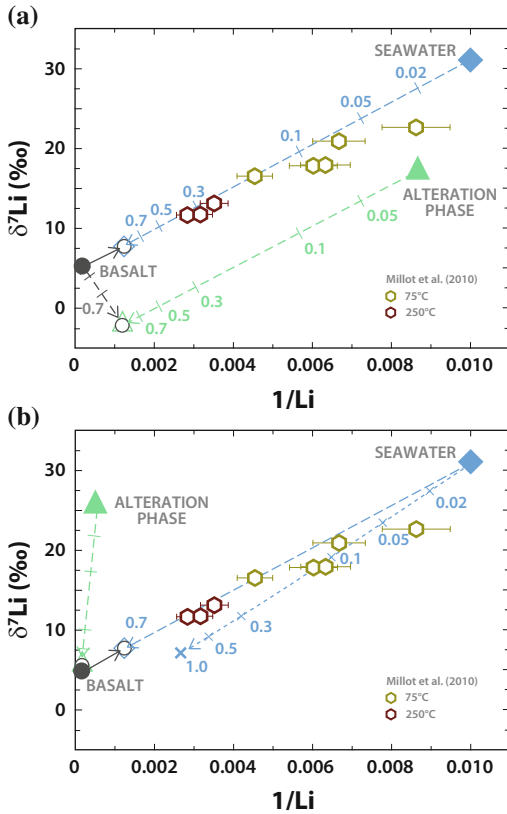 (a)
SEAWATER
30
0.02
0.05
20
0.1
δ⁷Li (‰)
0.3
0.5
0.7
ALTERATION
PHASE
10
0.05
BASALT
0.1
Millot et al. (2010)
0
0.7
0.3
75°C
0.5
0.7
250°C
0.000
0.002
0.004
0.006
0.008
0.010
1/Li
(b)
SEAWATER
30
ALTERATION
PHASE
0.02
0.05
20
δ⁷Li (‰)
0.1
0.3
10
0.7
0.5
1.0
BASALT
Millot et al. (2010)
0
75°C
250°C
0.000
0.002
0.004
0.006
0.008
0.010
1/Li